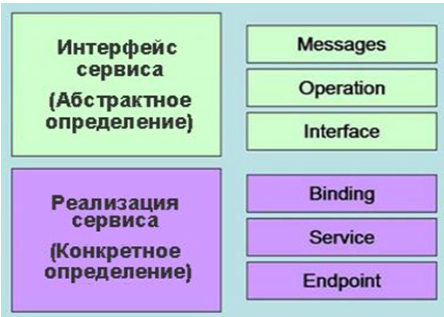 Интерфейс
сервиса
(Абстрактное
определение)
Messages
Operation
Interface
Реализация
сервиса
(Конкретное
определение)
Binding
Service
Endpoint